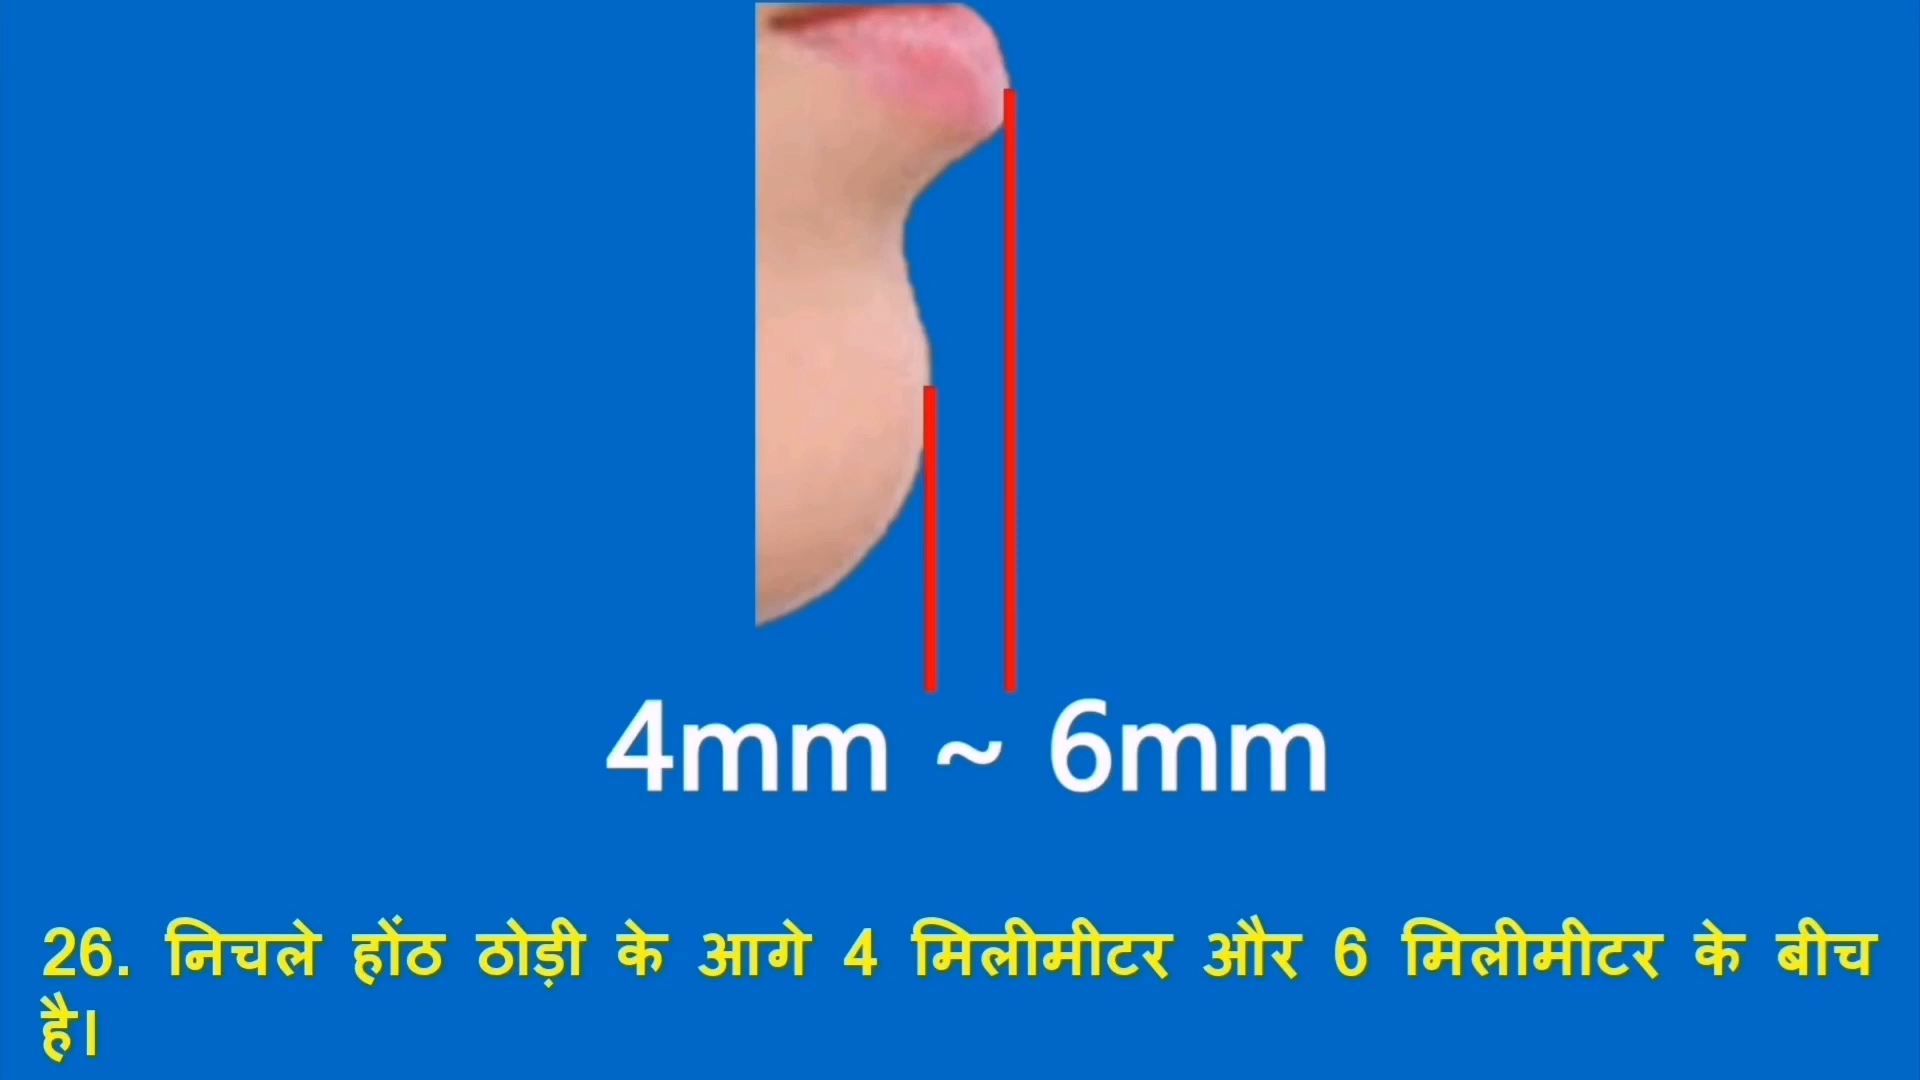 4mm ~ 6mm
26. निचले होंठ ठोड़ी के आगे 4 मिलीमीटर और 6 मिलीमीटर के बीच
है।